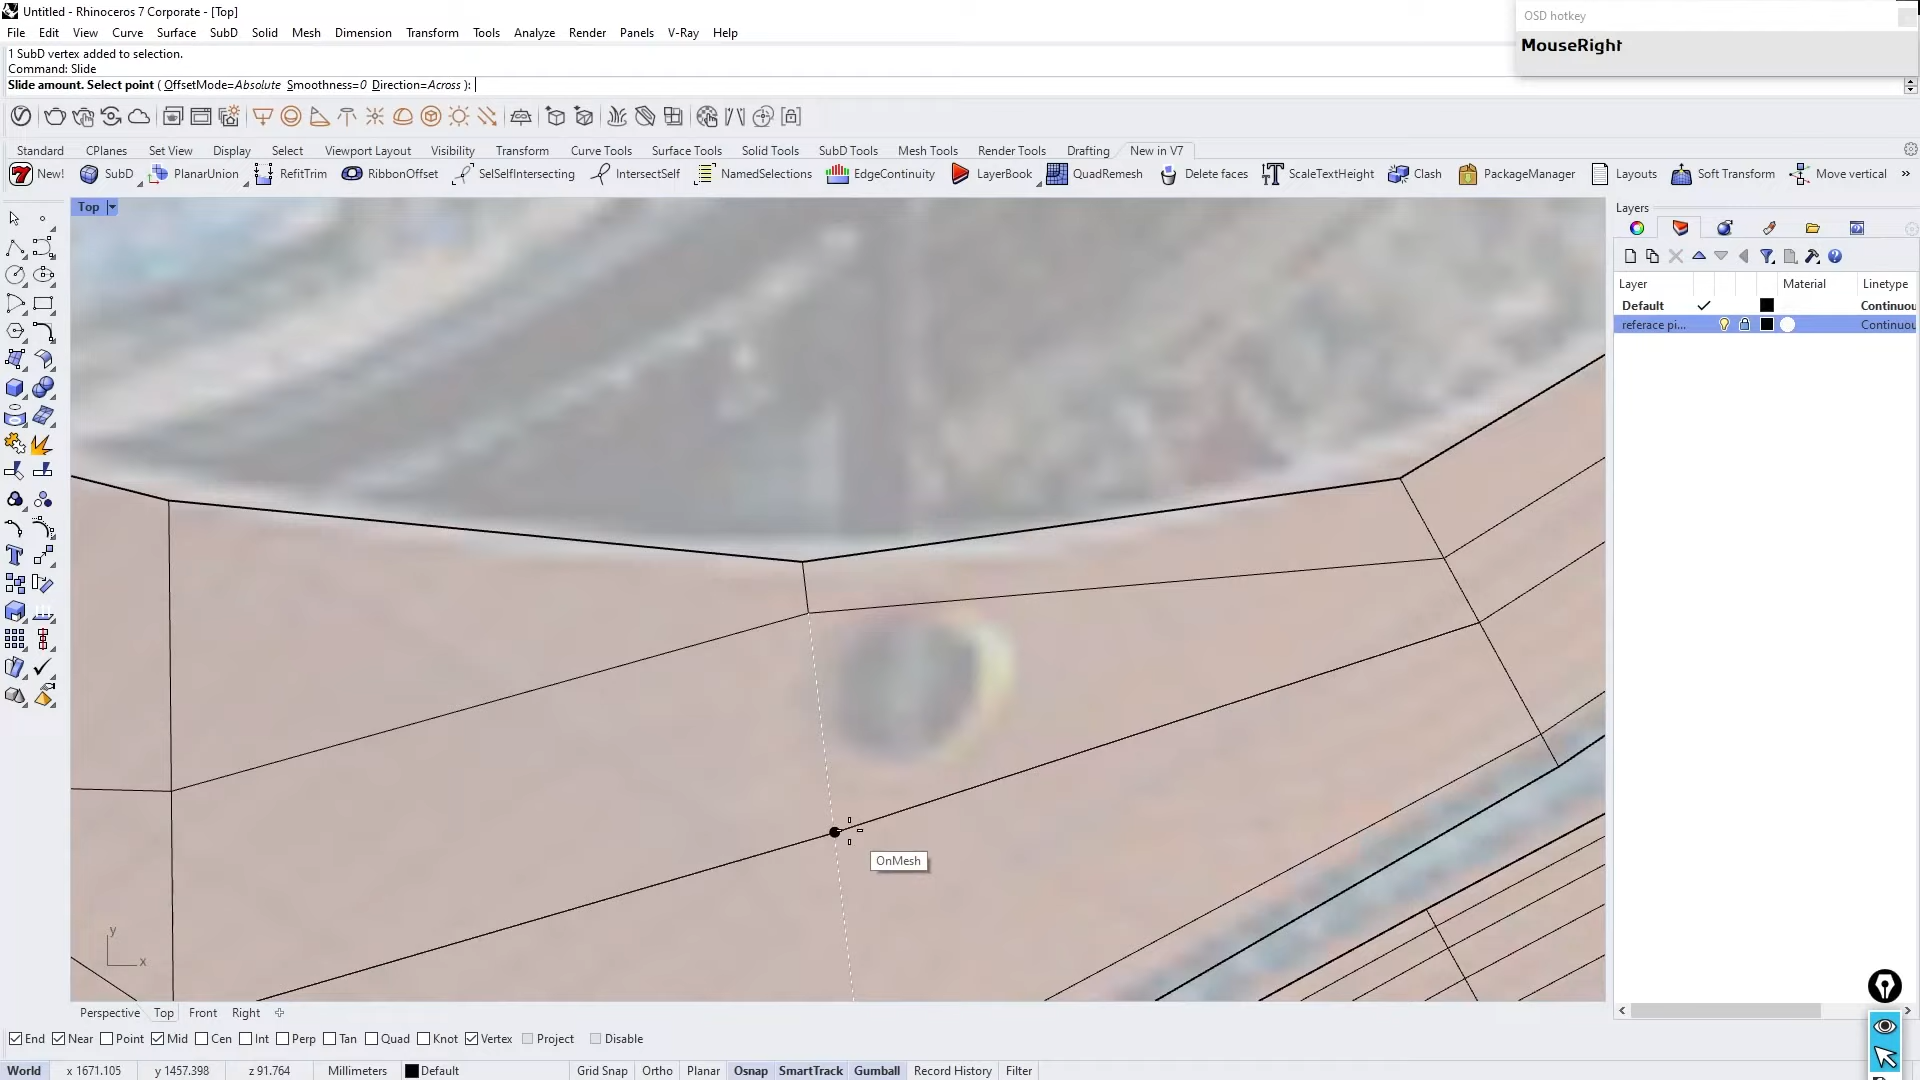 Untitled - Rhinoceros 7 Corporate - [Top]
OSD hotkey
MouseRight
File Edit View Curve Surface SubD Solid Mesh Dimension Transform Tools Analyze Render Panels V-Ray Help
1 SubD vertex added to selection.
Command: Slide
Slide amount. Select point ( OffsetMode=Absolute Smoothness=0 Direction=Across ):
Standard CPlanes Set View Display Select Viewport Layout Visibility Transform Curve Tools Surface Tools Solid Tools SubD Tools Mesh Tools Render Tools Drafting New in V7
New! SubD PlanarUnion RefitTrim RibbonOffset SelSelfIntersecting IntersectSelf NamedSelections EdgeContinuity LayerBook QuadRemesh Delete faces ScaleTextHeight Clash PackageManager Layouts Soft Transform Move vertical »
Top
Layers
Layer Material Linetype
Default Continuou
referace pi... Continuou
OnMesh
y
x
Perspective Top Front Right
End Near Point Mid Cen Int Perp Tan Quad Knot Vertex Project Disable
World x 1671.105 y 1457.398 z 91.764 Millimeters Default Grid Snap Ortho Planar Osnap SmartTrack Gumball Record History Filter